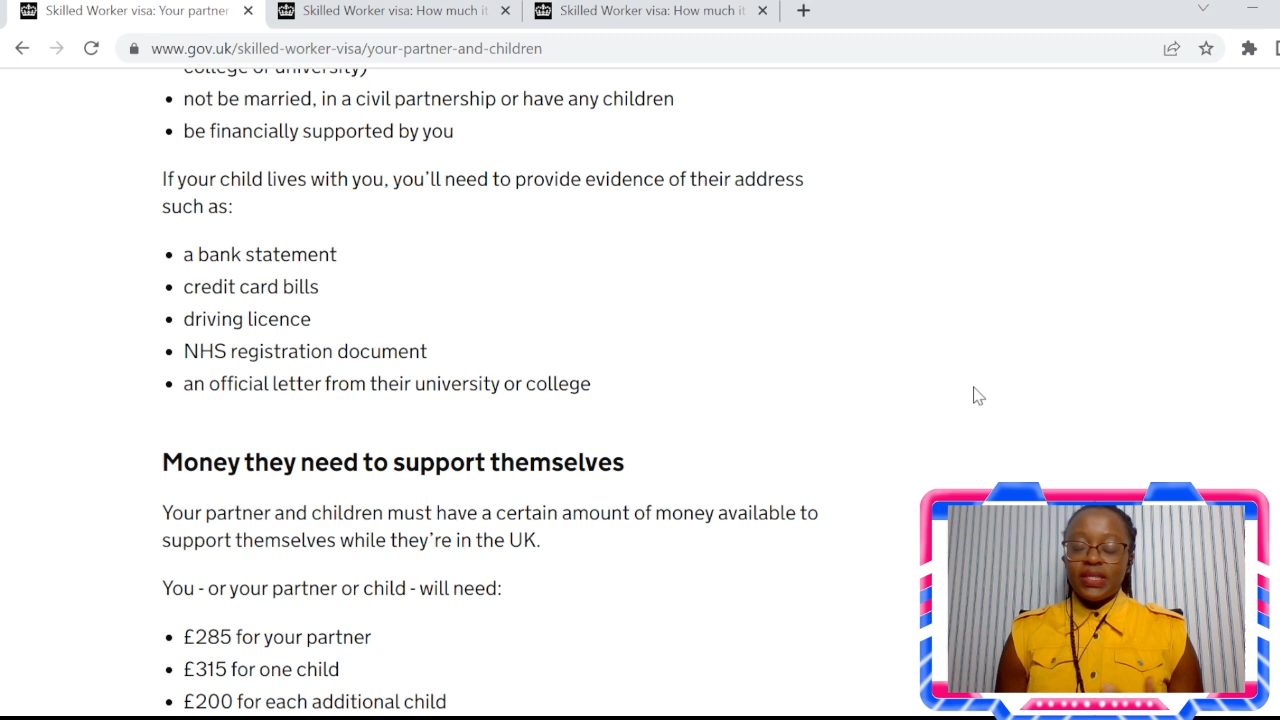 Skilled Worker visa: Your partner
Skilled Worker visa: How much it
Skilled Worker visa: How much it
www.gov.uk/skilled-worker-visa/your-partner-and-children
college or university)
• not be married, in a civil partnership or have any children
• be financially supported by you
If your child lives with you, you’ll need to provide evidence of their address
such as:
• a bank statement
• credit card bills
• driving licence
• NHS registration document
• an official letter from their university or college
Money they need to support themselves
Your partner and children must have a certain amount of money available to
support themselves while they’re in the UK.
You - or your partner or child - will need:
• £285 for your partner
• £315 for one child
• £200 for each additional child